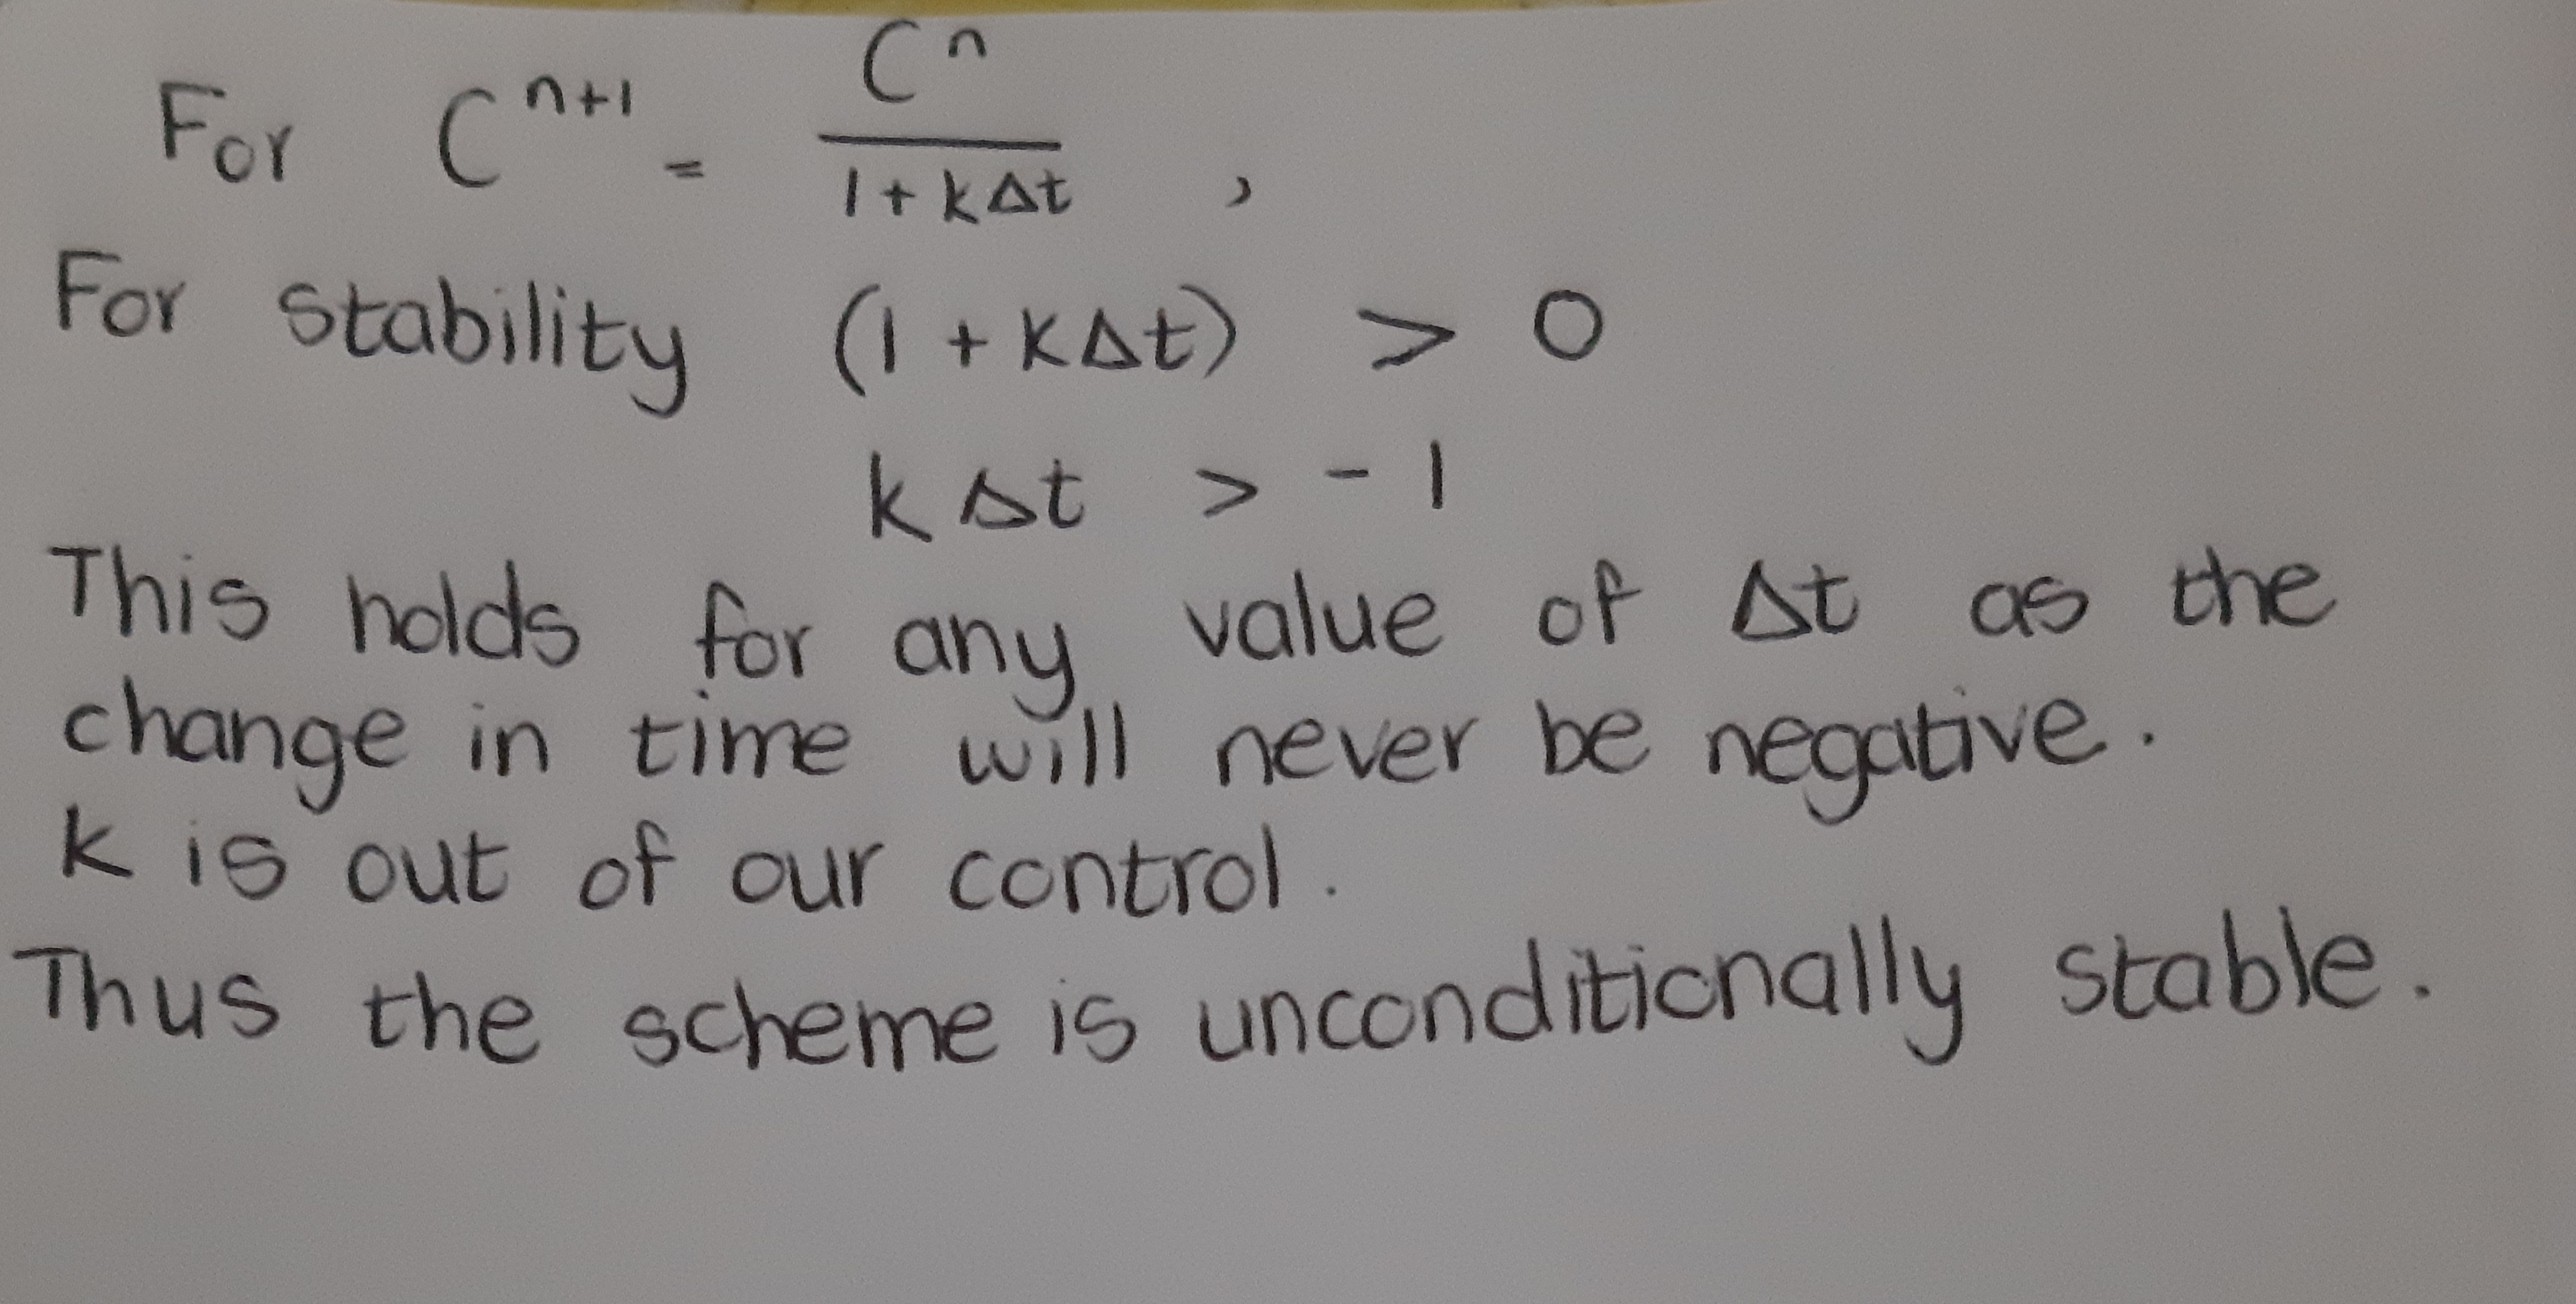 For C^{n+1} = \frac{C^n}{1 + k\Delta t} ,
For stability (1 + k\Delta t) > 0
k \Delta t > - 1
This holds for any value of \Delta t as the
change in time will never be negative.
k is out of our control.
Thus the scheme is unconditionally stable.